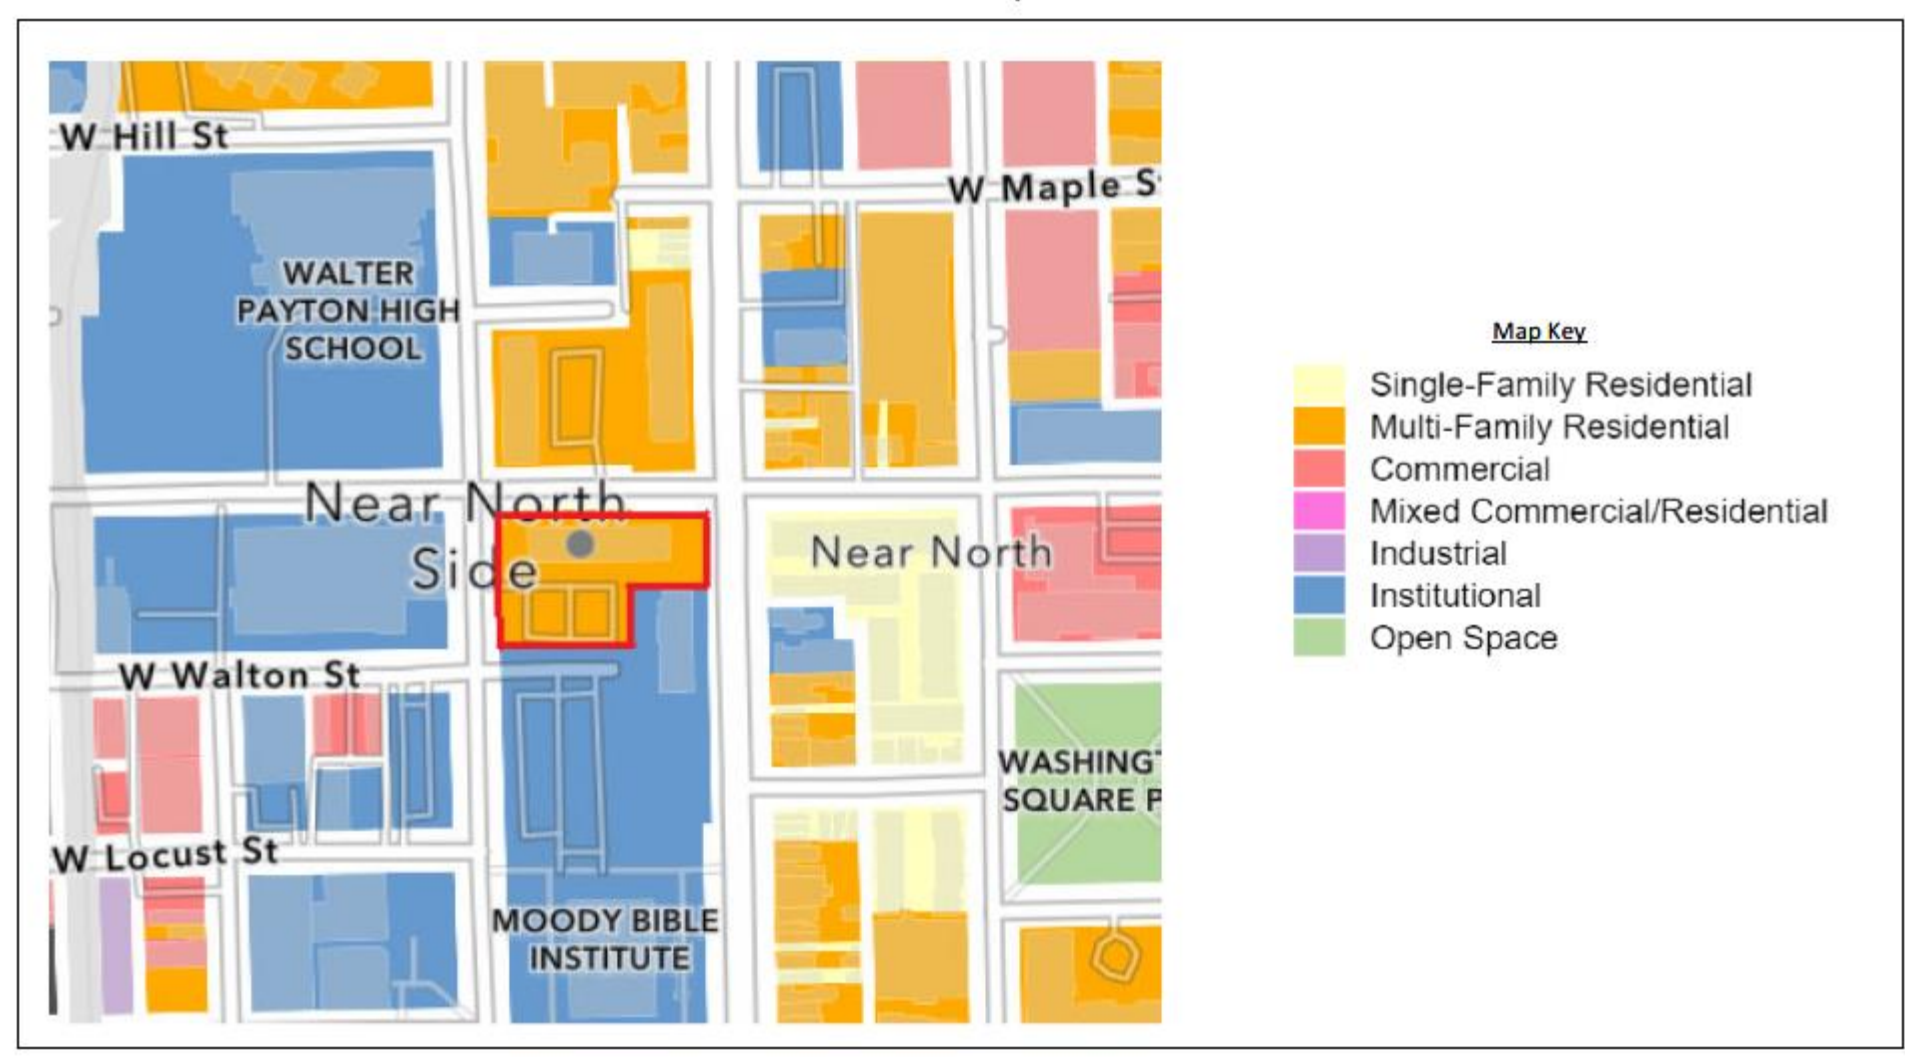 W Hill St
W Maple S
WALTER
PAYTON HIGH
SCHOOL
Near North
Side
Near North
W Walton St
WASHING
SQUARE P
W Locust St
MOODY BIBLE
INSTITUTE
Map Key
Single-Family Residential
Multi-Family Residential
Commercial
Mixed Commercial/Residential
Industrial
Institutional
Open Space